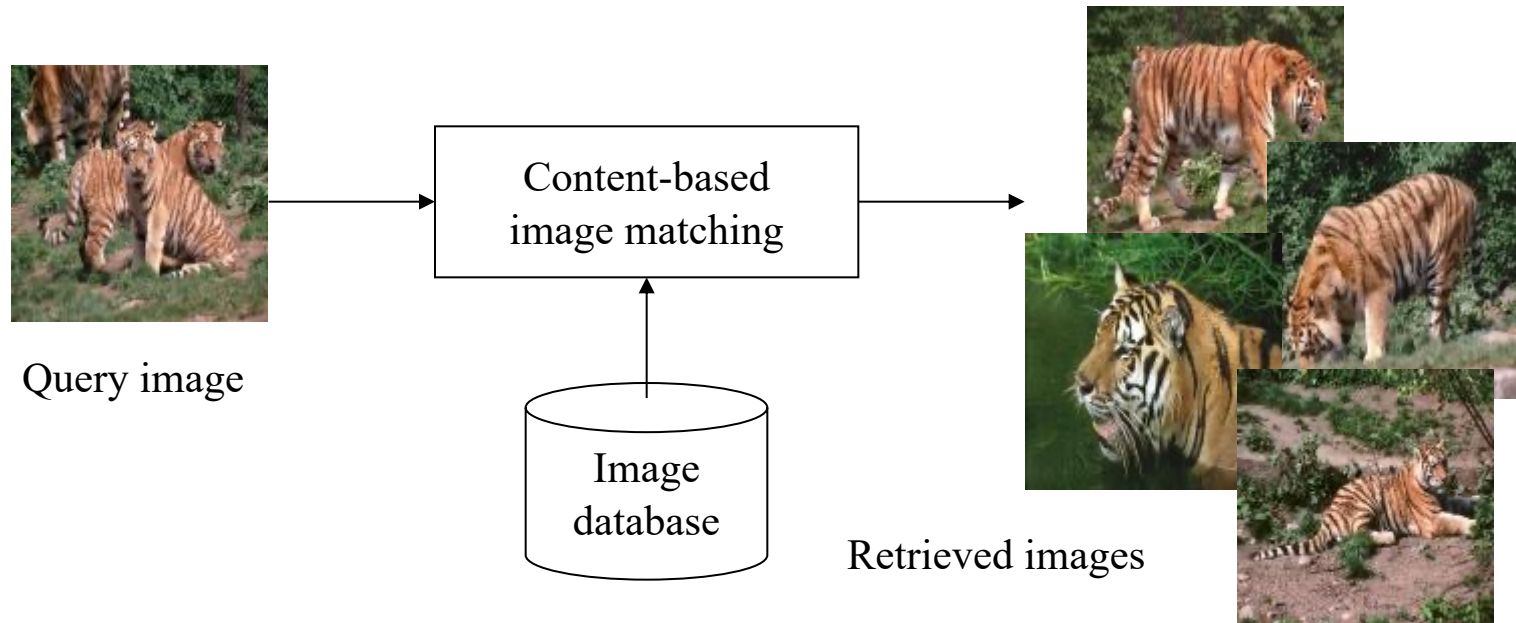 Content-based
image matching
Query image
Image
database
Retrieved images